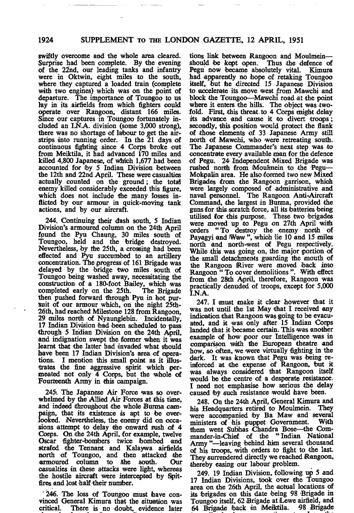 1924 SUPPLEMENT TO THE LONDON GAZETTE, 12 APRIL, 1951
swiftly overcome and the whole area cleared.
Surprise had been complete. By the evening
of the 22nd, our leading tanks and infantry
were in Oktwin, eight miles to the south,
where they captured a loaded train (complete
with two engines) which was on the point of
departure. The importance of Toungoo to us
lay in its airfields from which fighters could
operate over Rangoon, distant 166 miles.
Since our captures in Toungoo fortunately in-
cluded an I.N.A. division (some 3,000 strong),
there was no shortage of labour to get the air-
strips into running order. In the 21 days of
continuous fighting since 4 Corps broke out
from Meiktila, it had advanced 170 miles and
killed 4,800 Japanese, of which 1,677 had been
accounted for by 5 Indian Division between
the 12th and 22nd April. These were casualties
actually counted on the ground; the total
enemy killed considerably exceeded this figure,
which does not include the many losses in-
flicted by our armour in quick-moving tank
actions, and by our aircraft.
244. Continuing their dash south, 5 Indian
Division's armoured column on the 24th April
found the Pyu Chaung, 30 miles south of
Toungoo, held and the bridge destroyed.
Nevertheless, by the 25th, a crossing had been
effected and Pyu succumbed to an artillery
concentration. The progress of 161 Brigade was
delayed by the bridge two miles south of
Toungoo being washed away, necessitating the
construction of a 180-foot Bailey, which was
completed early on the 25th. The Brigade
then pushed forward through Pyu in hot pur-
suit of our armour which, on the night 25th-
26th, had reached Milestone 128 from Rangoon,
29 miles north of Nyaunglebin. Incidentally,
17 Indian Division had been scheduled to pass
through 5 Indian Division on the 24th April,
and indignation swept the former when it was
learnt that the latter had invaded what should
have been 17 Indian Division's area of opera-
tions. I mention this small point as it illus-
trates the fine aggressive spirit which per-
meated not only 4 Corps, but the whole of
Fourteenth Army in this campaign.
245. The Japanese Air Force was so over-
whelmed by the Allied Air Forces at this time,
and indeed throughout the whole Burma cam-
paign, that its existence is apt to be over-
looked. Nevertheless, the enemy did on occa-
sions attempt to delay the onward rush of 4
Corps. On the 24th April, for example, twelve
Oscar fighter-bombers twice bombed and
strafed the Tennant and Kalaywa airfields
north of Toungoo, and then attacked the
armoured column to the south. Our
casualties in these attacks were light, whereas
the hostile aircraft were intercepted by Spit-
fires and lost half their number.
246. The loss of Toungoo must have con-
vinced General Kimura that the situation was
critical. There is no doubt, evidence later
tions link between Rangoon and Moulmein—
should be kept open. Thus the defence of
Pegu now became absolutely vital. Kimura
had apparently no hope of retaking Toungoo
itself, but he directed 15 Japanese Division
to accelerate its move west from Mawchi and
block the Toungoo—Mawchi road at the point
where it enters the hills. The object was two-
fold. First, this threat to 4 Corps might delay
its advance and cause it to divert troops;
secondly, this position would protect the flank
of those elements of 33 Japanese Army still
north of Mawchi, who were retreating south.
The Japanese Commander's next step was to
concentrate every available man for the defence
of Pegu. 24 Independent Mixed Brigade was
rushed north from Moulmein to the Pegu—
Mokpalin area. He also formed two new Mixed
Brigades from the Rangoon garrison, which
were largely composed of administrative and
naval personnel. The Rangoon Anti-Aircraft
Command, the largest in Burma, provided the
guns for this scratch force, all its batteries being
utilised for this purpose. These two brigades
were moved up to Pegu on 27th April with
orders "To destroy the enemy north of
Payagyi and Waw", which lie 10 and 15 miles
north and north-west of Pegu respectively.
While this was going on, the major portion of
the small detachments guarding the mouth of
the Rangoon River were moved back into
Rangoon "To cover demolitions". With effect
from the 28th April, therefore, Rangoon was
practically denuded of troops, except for 5,000
I.N.A.
247. I must make it clear however that it
was not until the 1st May that I received any
indication that Rangoon was going to be evacu-
ated, and it was only after 15 Indian Corps
landed that it became certain. This was another
example of how poor our Intelligence was in
comparison with the European theatre and
how, so often, we were virtually fighting in the
dark. It was known that Pegu was being re-
inforced at the expense of Rangoon, but it
was always considered that Rangoon itself
would be the centre of a desperate resistance.
I need not emphasise how serious the delay
caused by such resistance would have been.
248. On the 24th April, General Kimura and
his Headquarters retired to Moulmein. They
were accompanied by Ba Maw and several
ministers of his puppet Government. With
them went Subhas Chandra Bose—the Com-
mander-in-Chief of the "Indian National
Army"—leaving behind him several thousand
of his troops, with orders to fight to the last.
They surrendered directly we reached Rangoon,
thereby easing our labour problem.
249. 19 Indian Division, following up 5 and
17 Indian Divisions, took over the Toungoo
area on the 26th April, the actual locations of
its brigades on this date being 98 Brigade in
Toungoo itself, 62 Brigade at Lewe airfield, and
64 Brigade back in Meiktila. 98 Brigade